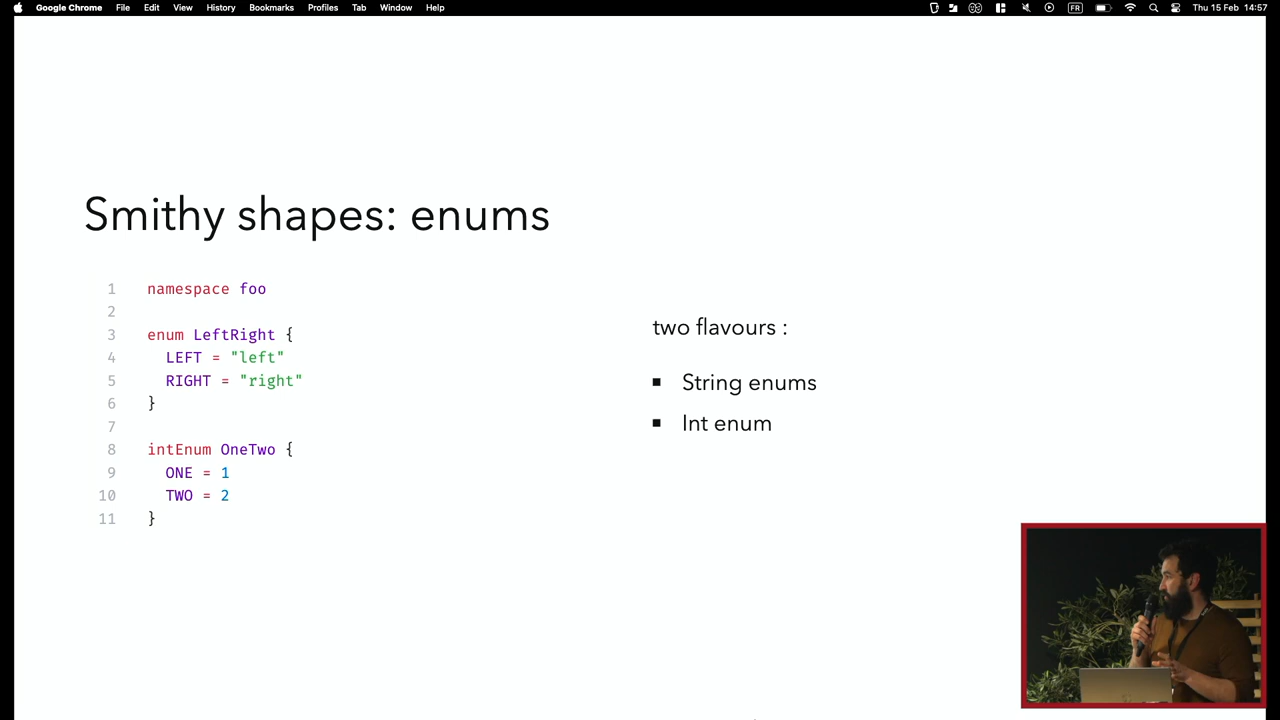 Google Chrome File Edit View History Bookmarks Profiles Tab Window Help FR Thu 15 Feb 14:57
Smithy shapes: enums
1 namespace foo
2
3 enum LeftRight {
4 LEFT = "left"
5 RIGHT = "right"
6 }
7
8 intEnum OneTwo {
9 ONE = 1
10 TWO = 2
11 }
two flavours :
▪ String enums
▪ Int enum